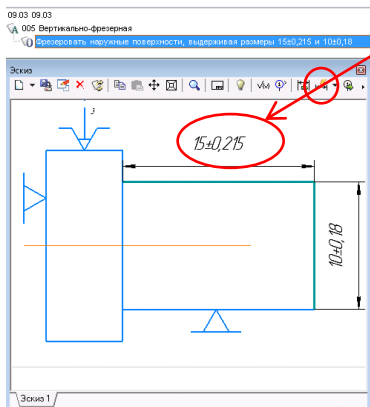 09.03 09.03
005 Вертикально-фрезерная
Фрезеровать наружные поверхности, выдерживая размеры 15±0,215 и 10±0,18
Эскиз
3
15±0,215
10±0,18
Эскиз 1